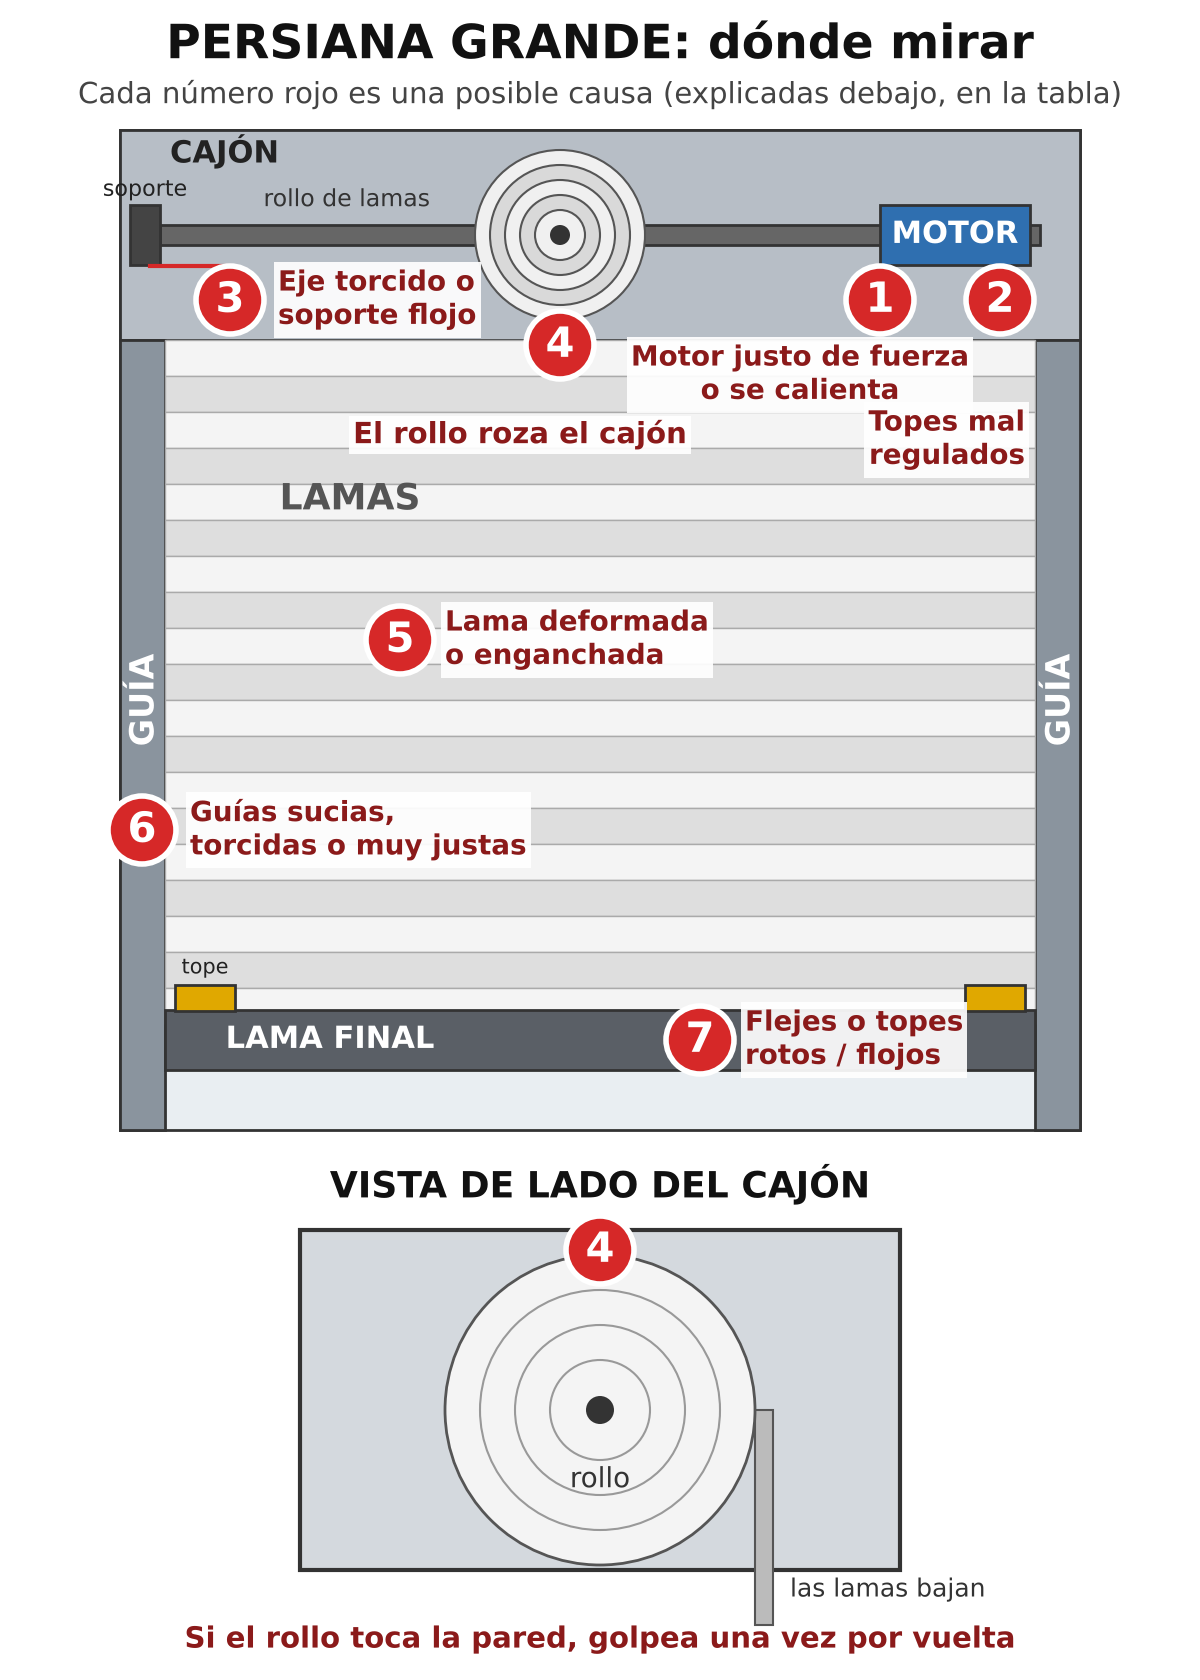 PERSIANA GRANDE: dónde mirar
Cada número rojo es una posible causa (explicadas debajo, en la tabla)
CAJÓN
soporte
rollo de lamas
MOTOR
3
Eje torcido o
soporte flojo
1
2
4
Motor justo de fuerza
o se calienta
El rollo roza el cajón
Topes mal
regulados
LAMAS
5
Lama deformada
o enganchada
GUÍA
GUÍA
6
Guías sucias,
torcidas o muy justas
tope
LAMA FINAL
7
Flejes o topes
rotos / flojos
VISTA DE LADO DEL CAJÓN
4
rollo
las lamas bajan
Si el rollo toca la pared, golpea una vez por vuelta